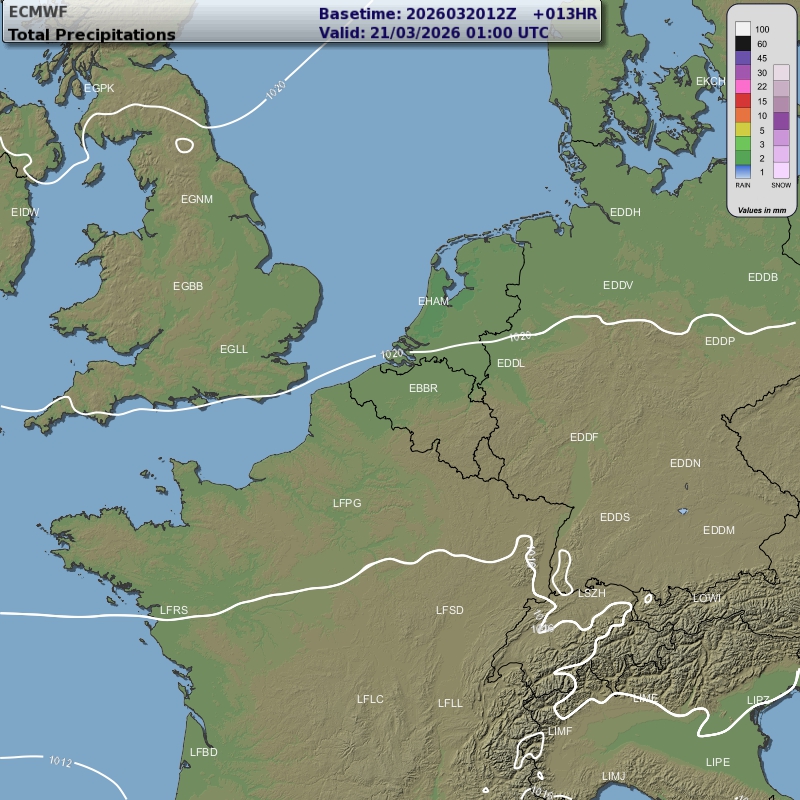 ECMWF
Basetime: 2026032012Z +013HR
Total Precipitations
Valid: 21/03/2026 01:00 UTC
100
60
45
30
22
15
10
5
3
2
1
RAIN
SNOW
Values in mm
EGPK
1020
EKCH
EIDW
EGNM
EDDH
EGBB
EHAM
EDDV
EDDB
EGLL
1020
1020
EDDP
EDDL
EBBR
EDDF
EDDN
LFPG
EDDS
EDDM
LSZH
LOWI
LFRS
LFSD
1016
LFLC
LFLL
LIME
LIPZ
LIMF
LFBD
1012
LIPE
LIMJ
1016